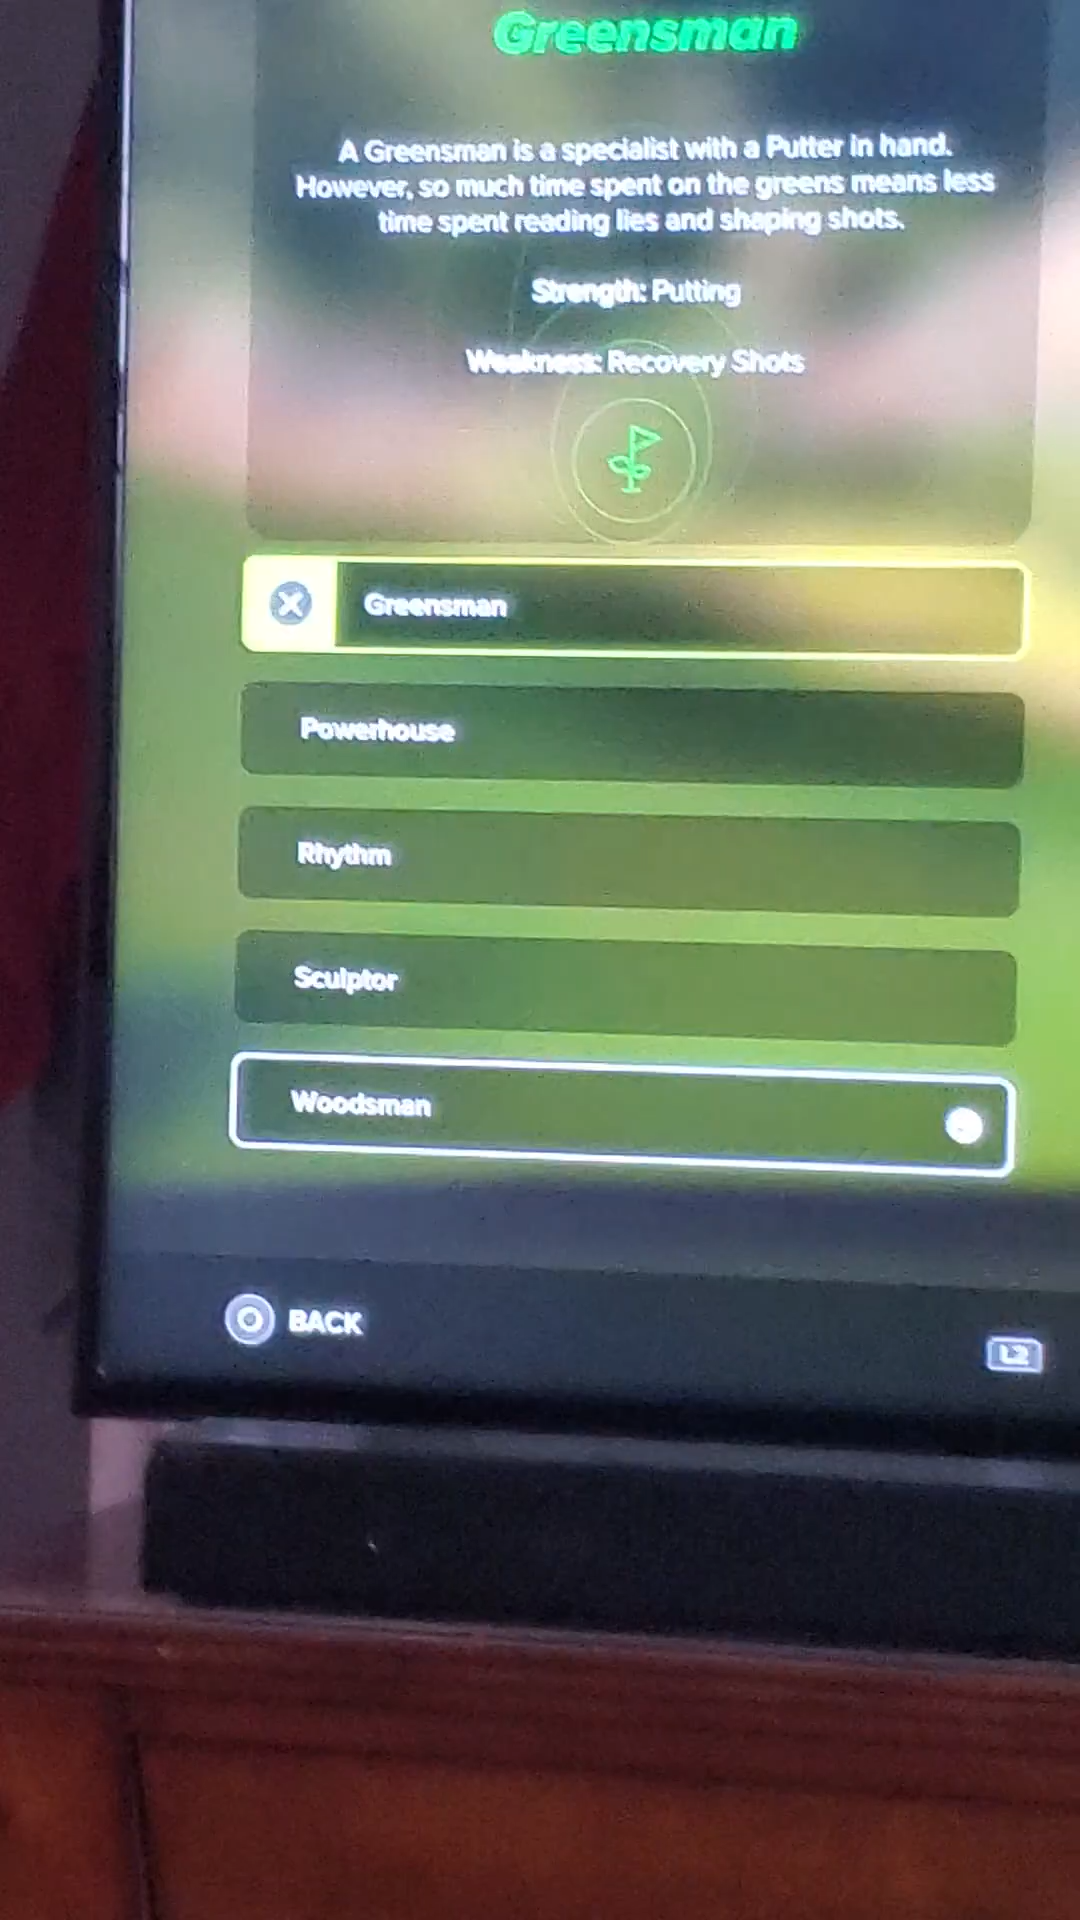 Greensman
A Greensman is a specialist with a Putter in hand.
However, so much time spent on the greens means less
time spent reading lies and shaping shots.
Strength: Putting
Weakness: Recovery Shots
Greensman
Powerhouse
Rhythm
Sculptor
Woodsman
BACK
L2